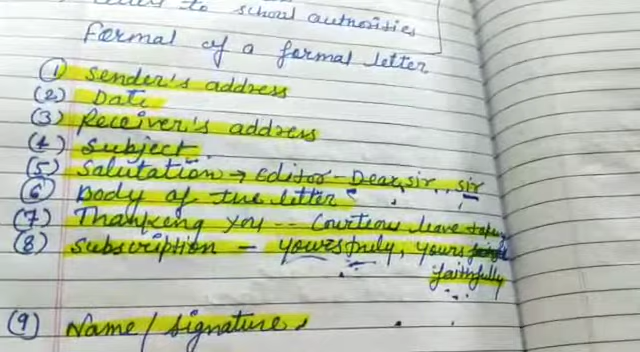 letters to school authorities
Format of a formal letter
(1) Sender's address
(2) Date
(3) Receiver's address
(4) Subject
(5) Salutation → Editor - Dear sir, sir
(6) Body of the letter
(7) Thanking you -- Courteous leave taking
(8) Subscription - yours truly, yours
faithfully
(9) Name / Signature